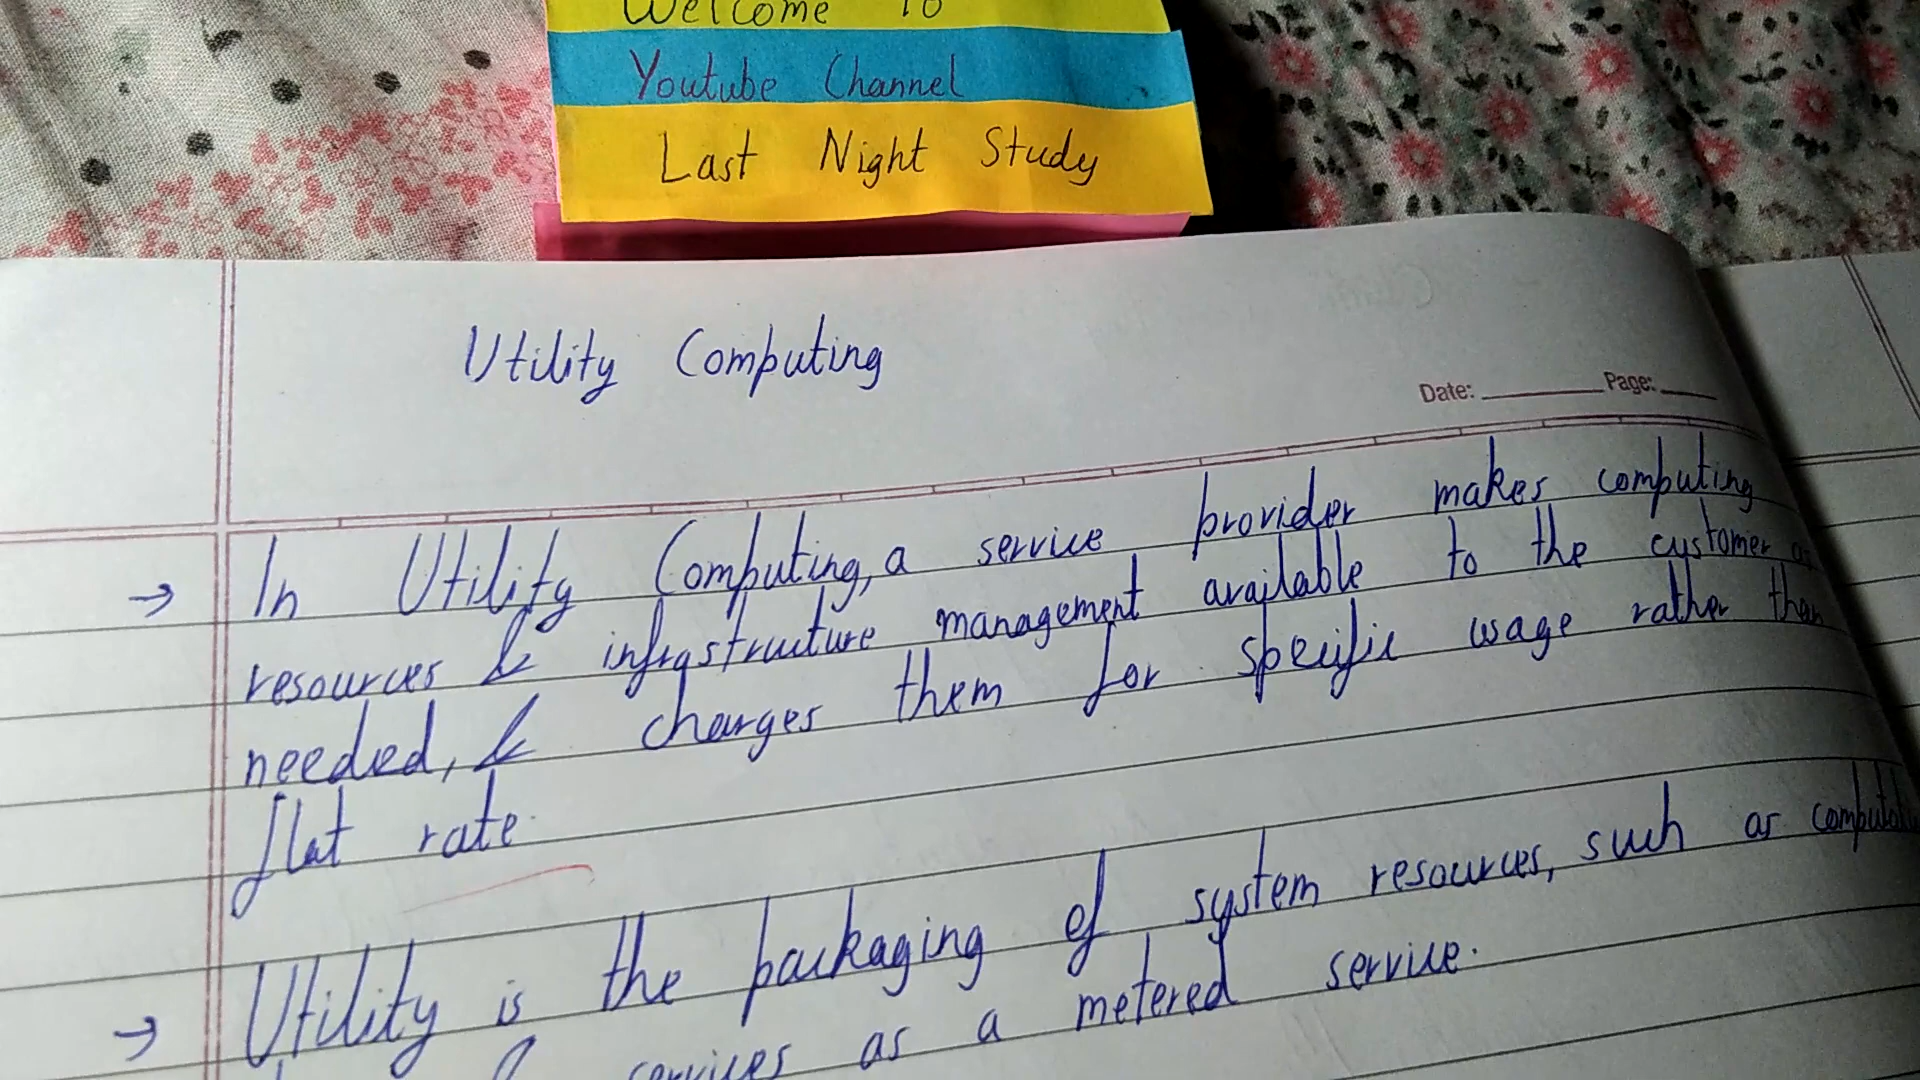 Welcome To
Youtube Channel
Last Night Study
Utility Computing
Date: Page:
→ In Utility Computing, a service provider makes computing
resources & infrastructure management available to the customer as
needed, & charges them for specific usage rather than
flat rate.
→ Utility is the packaging of system resources, such as
services as a metered service.